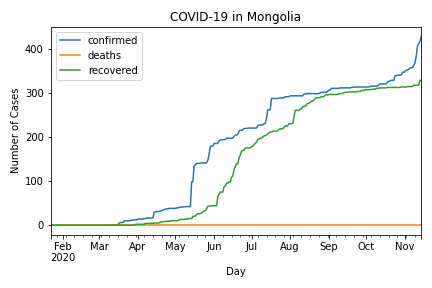 COVID-19 in Mongolia
confirmed
deaths
recovered
400
300
200
100
0
Number of Cases
Feb Mar Apr May Jun Jul Aug Sep Oct Nov
2020
Day